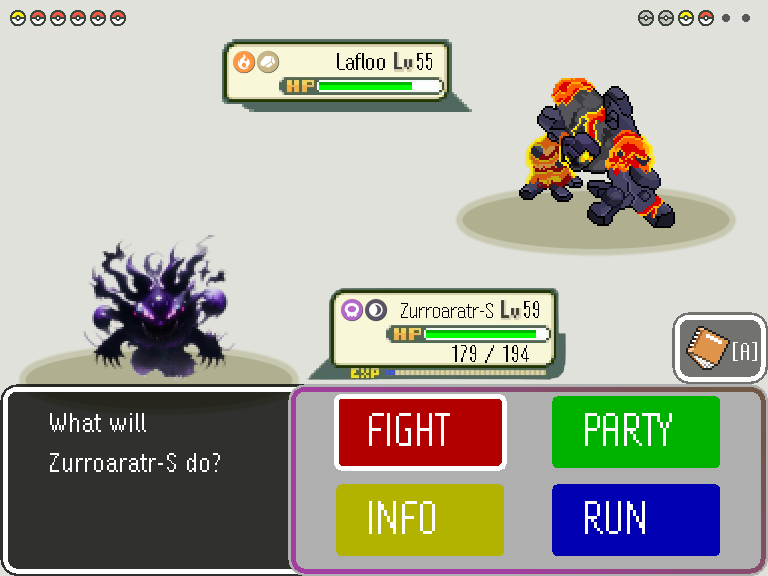 Lafloo Lv55
HP
Zurroaratr-S Lv59
HP
179 / 194
EXP
[A]
What will
Zurroaratr-S do?
FIGHT
PARTY
INFO
RUN